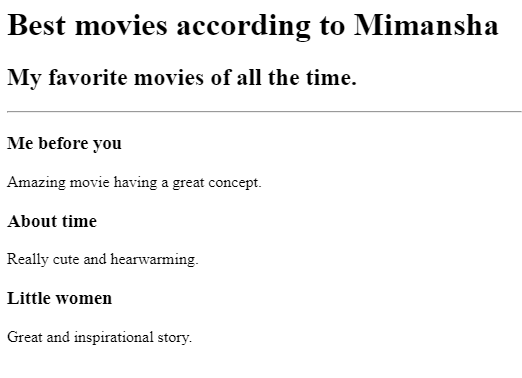 Best movies according to Mimansha
My favorite movies of all the time.
Me before you
Amazing movie having a great concept.
About time
Really cute and hearwarming.
Little women
Great and inspirational story.